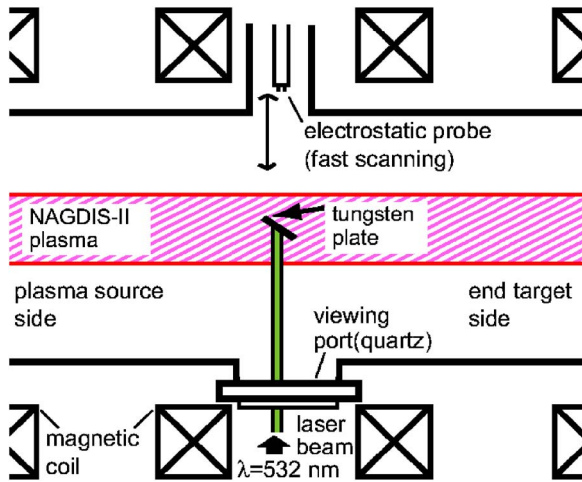 electrostatic probe
(fast scanning)
NAGDIS-II
plasma
tungsten
plate
plasma source
side
end target
side
viewing
port(quartz)
magnetic
coil
laser
beam
λ=532 nm